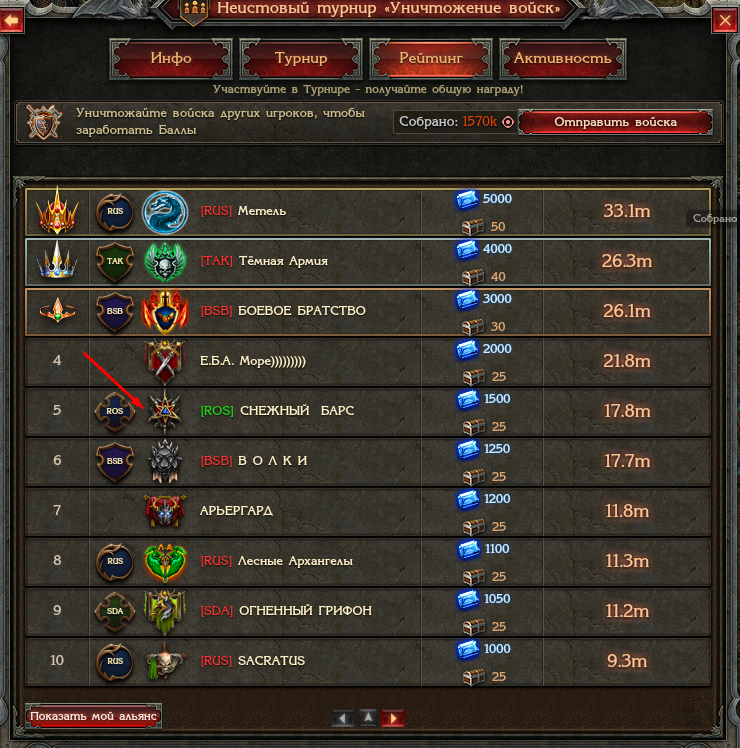 Неистовый турнир «Уничтожение войск»
Инфо
Турнир
Рейтинг
Активность
Участвуйте в Турнире - получайте общую награду!
Уничтожайте войска других игроков, чтобы
заработать Баллы
Собрано: 1570k
Отправить войска
Собрано
RUS [RUS] Метель 5000 50 33.1m
TAK [TAK] Тёмная Армия 4000 40 26.3m
BSB [BSB] БОЕВОЕ БРАТСТВО 3000 30 26.1m
4 Е.Б.А. Море))))))))) 2000 25 21.8m
5 ROS [ROS] СНЕЖНЫЙ БАРС 1500 25 17.8m
6 BSB [BSB] В О Л К И 1250 25 17.7m
7 АРЬЕРГАРД 1200 25 11.8m
8 RUS [RUS] Лесные Архангелы 1100 25 11.3m
9 SDA [SDA] ОГНЕННЫЙ ГРИФОН 1050 25 11.2m
10 RUS [RUS] SACRATUS 1000 25 9.3m
Показать мой альянс